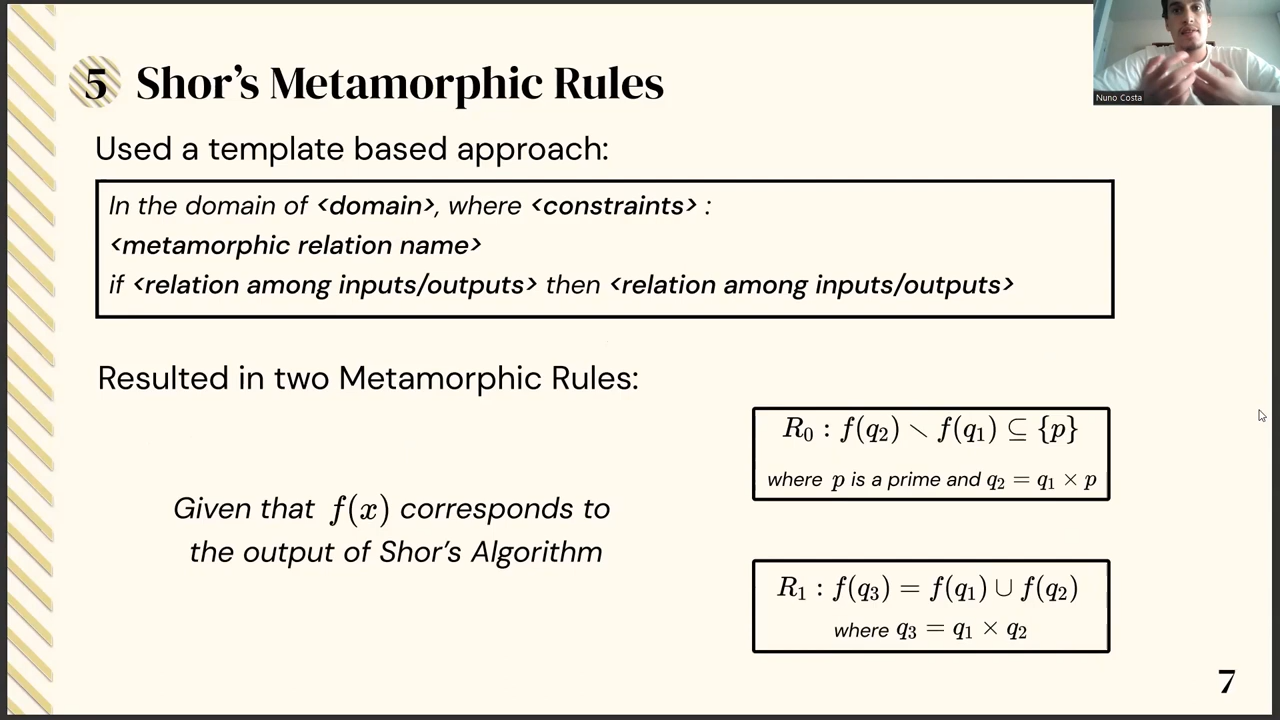 5 Shor's Metamorphic Rules
Nuno Costa
Used a template based approach:
In the domain of <domain>, where <constraints> :
<metamorphic relation name>
if <relation among inputs/outputs> then <relation among inputs/outputs>
Resulted in two Metamorphic Rules:
R₀ : f(q₂) ∖ f(q₁) ⊆ {p}
where p is a prime and q₂ = q₁ × p
Given that f(x) corresponds to
the output of Shor's Algorithm
R₁ : f(q₃) = f(q₁) ∪ f(q₂)
where q₃ = q₁ × q₂
7